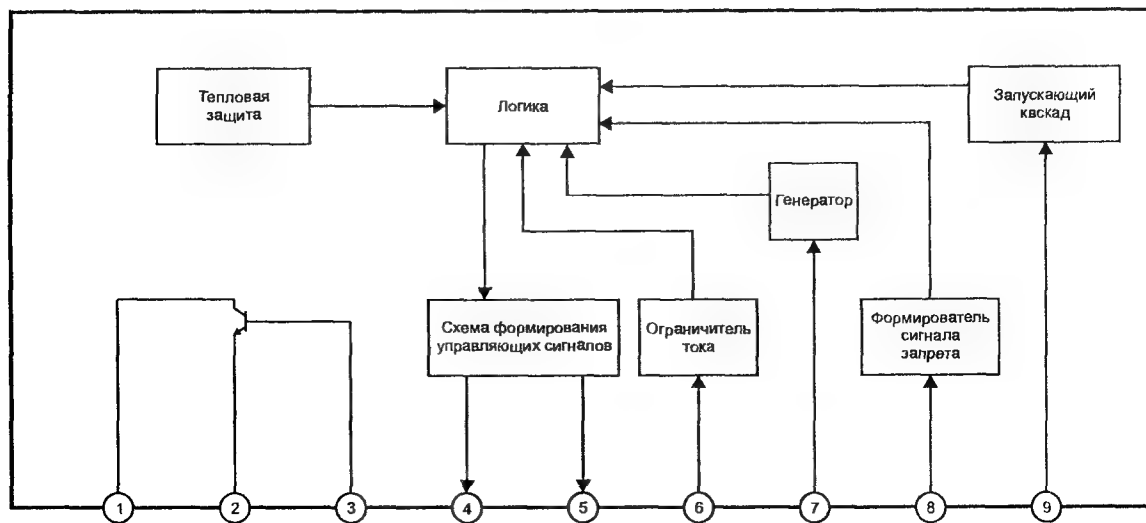 Тепловая
защита
Логика
Запускающий
квскад
Генератор
Схема формирования
управляющих сигналов
Ограничитель
тока
Формирователь
сигнала
запрета
1 2 3 4 5 6 7 8 9